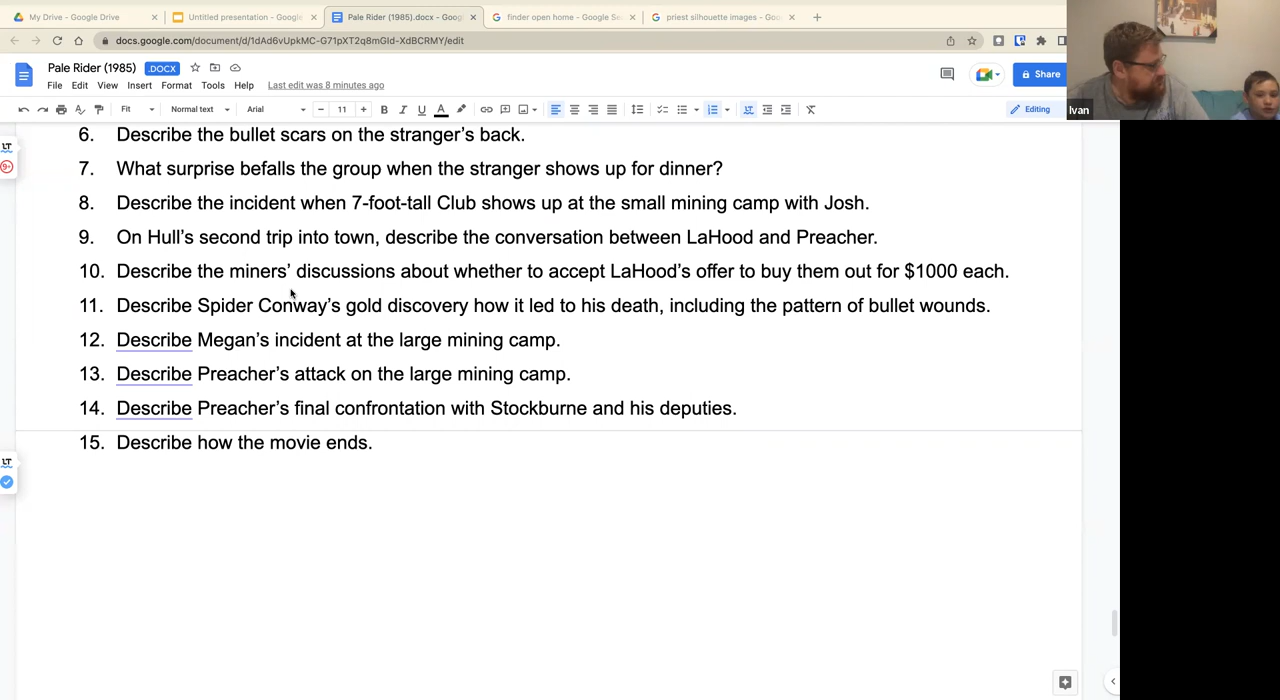 My Drive - Google Drive
Untitled presentation - Google
Pale Rider (1985).docx - Goog
finder open home - Google Se
priest silhouette images - Goo
docs.google.com/document/d/1dAd6vUpkMC-G71pXT2q8mGId-XdBCRMY/edit
Pale Rider (1985) .DOCX
File Edit View Insert Format Tools Help Last edit was 8 minutes ago
Share
Fit Normal text Arial 11 Editing
Ivan
6. Describe the bullet scars on the stranger's back.
7. What surprise befalls the group when the stranger shows up for dinner?
8. Describe the incident when 7-foot-tall Club shows up at the small mining camp with Josh.
9. On Hull's second trip into town, describe the conversation between LaHood and Preacher.
10. Describe the miners' discussions about whether to accept LaHood's offer to buy them out for $1000 each.
11. Describe Spider Conway's gold discovery how it led to his death, including the pattern of bullet wounds.
12. Describe Megan's incident at the large mining camp.
13. Describe Preacher's attack on the large mining camp.
14. Describe Preacher's final confrontation with Stockburne and his deputies.
15. Describe how the movie ends.